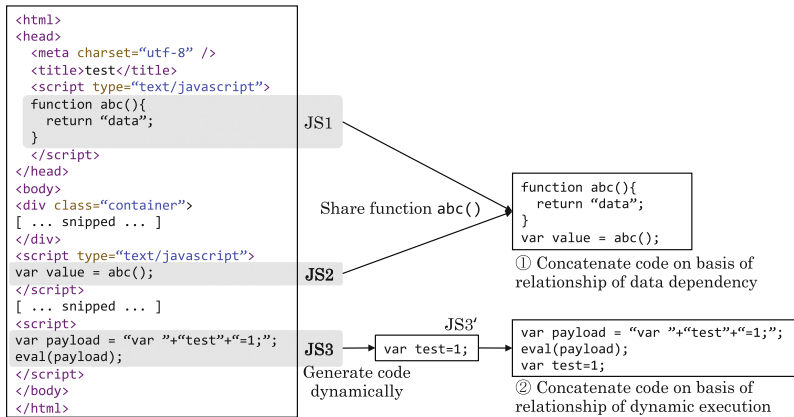 <html>
<head>
<meta charset=“utf-8” />
<title>test</title>
<script type=“text/javascript”>
function abc(){
return “data”;
}
</script>
</head>
<body>
<div class=“container”>
[ ... snipped ... ]
</div>
<script type=“text/javascript”>
var value = abc();
</script>
[ ... snipped ... ]
<script>
var payload = “var ”+“test”+“=1;”;
eval(payload);
</script>
</body>
</html>
JS1
JS2
JS3
Share function abc()
function abc(){
return “data”;
}
var value = abc();
① Concatenate code on basis of
relationship of data dependency
JS3‘
var test=1;
Generate code
dynamically
var payload = “var ”+“test”+“=1;”;
eval(payload);
var test=1;
② Concatenate code on basis of
relationship of dynamic execution